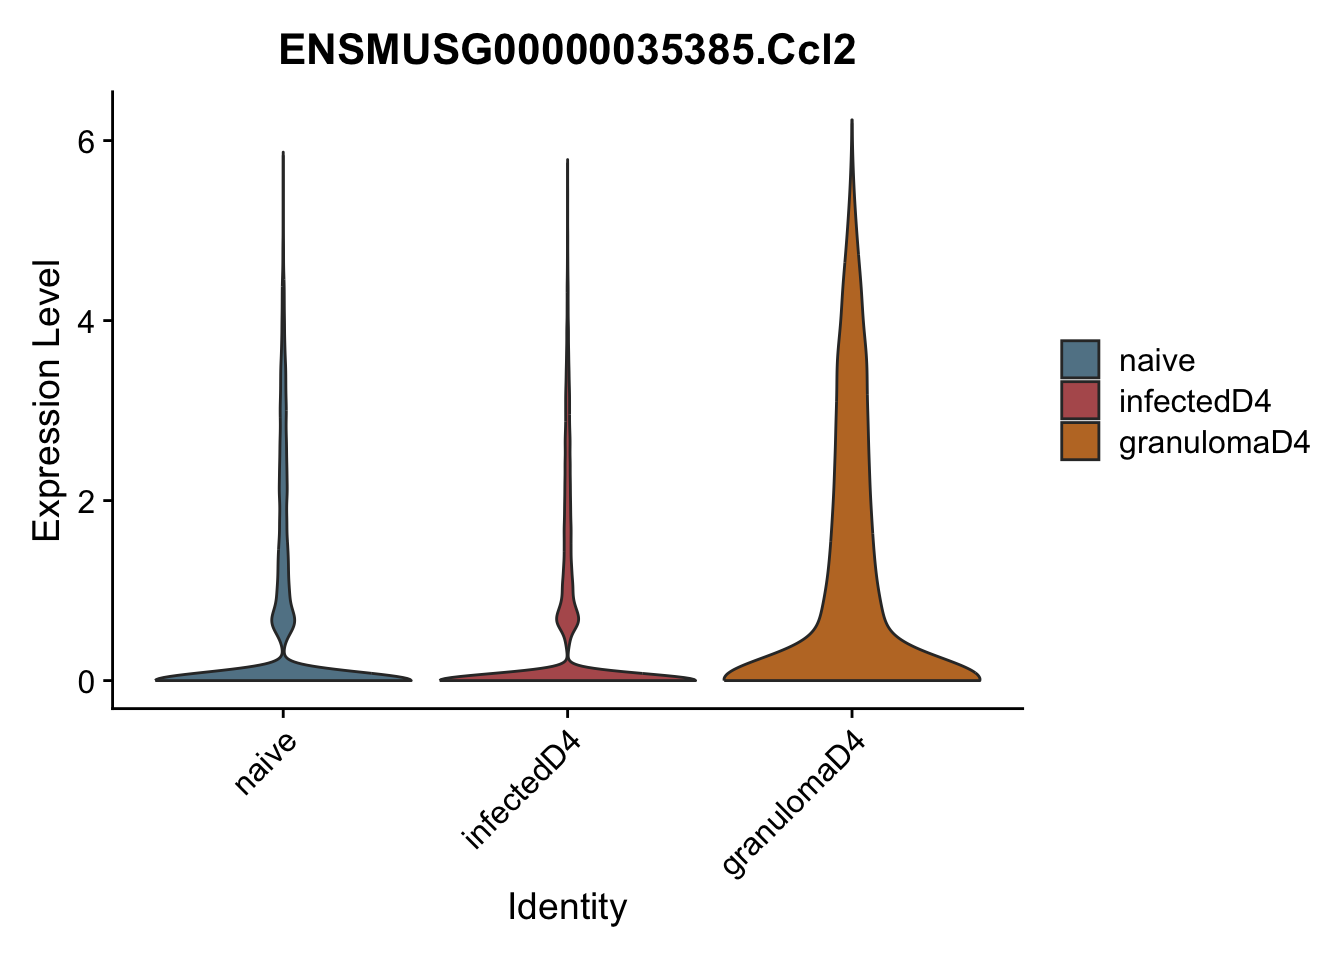 ENSMUSG00000035385.Ccl2
Expression Level
6
4
2
0
naive
infectedD4
granulomaD4
Identity
naive
infectedD4
granulomaD4